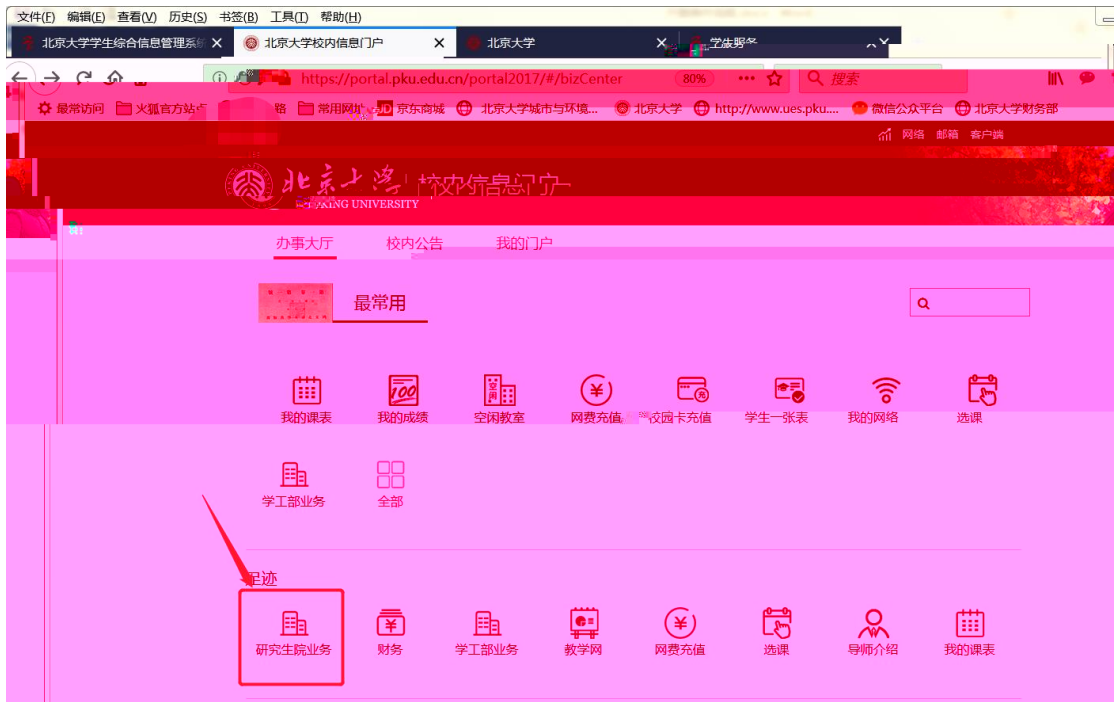 文件(F) 编辑(E) 查看(V) 历史(S) 书签(B) 工具(T) 帮助(H)
北京大学学生综合信息管理系统 北京大学校内信息门户 北京大学
https://portal.pku.edu.cn/portal2017/#/bizCenter 80% 搜索
最常访问 火狐官方站点 常用网址 JD 京东商城 北京大学城市与环境... 北京大学 http://www.ues.pku.... 微信公众平台 北京大学财务部
网络 邮箱 客户端
北京大学 校内信息门户
PEKING UNIVERSITY
办事大厅 校内公告 我的门户
最常用
我的课表 我的成绩 空闲教室 网费充值 校园卡充值 学生一张表 我的网络 选课
学工部业务 全部
足迹
研究生院业务 财务 学工部业务 教学网 网费充值 选课 导师介绍 我的课表